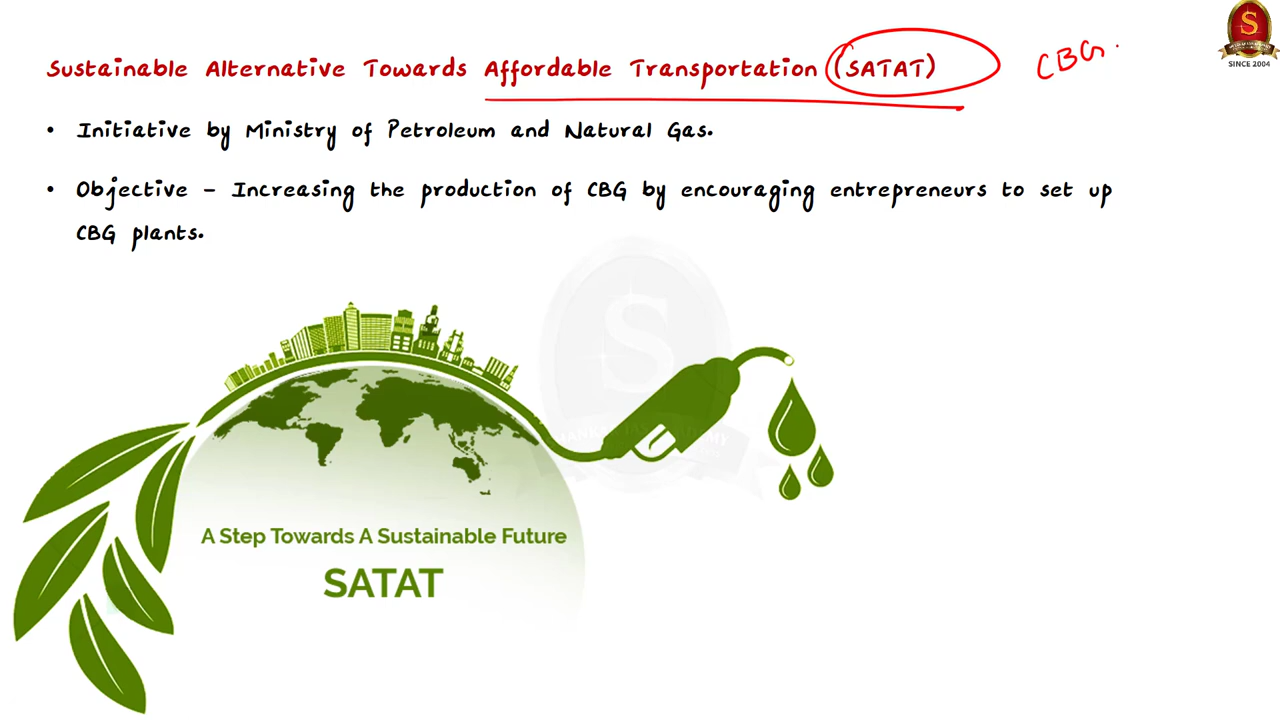 Sustainable Alternative Towards Affordable Transportation (SATAT)
CBG
SINCE 2004
• Initiative by Ministry of Petroleum and Natural Gas.
• Objective – Increasing the production of CBG by encouraging entrepreneurs to set up
CBG plants.
S
A Step Towards A Sustainable Future
SATAT